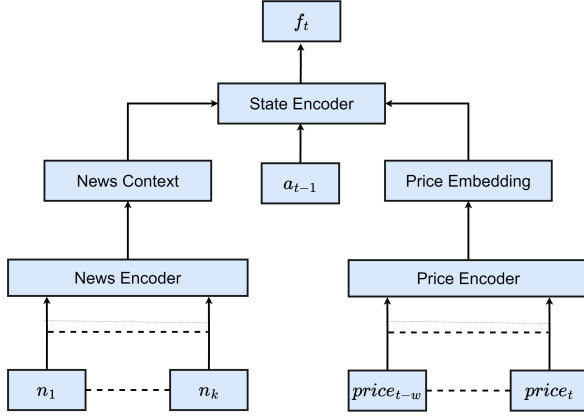 f_t
State Encoder
News Context
a_{t-1}
Price Embedding
News Encoder
Price Encoder
n_1
n_k
price_{t-w}
price_t